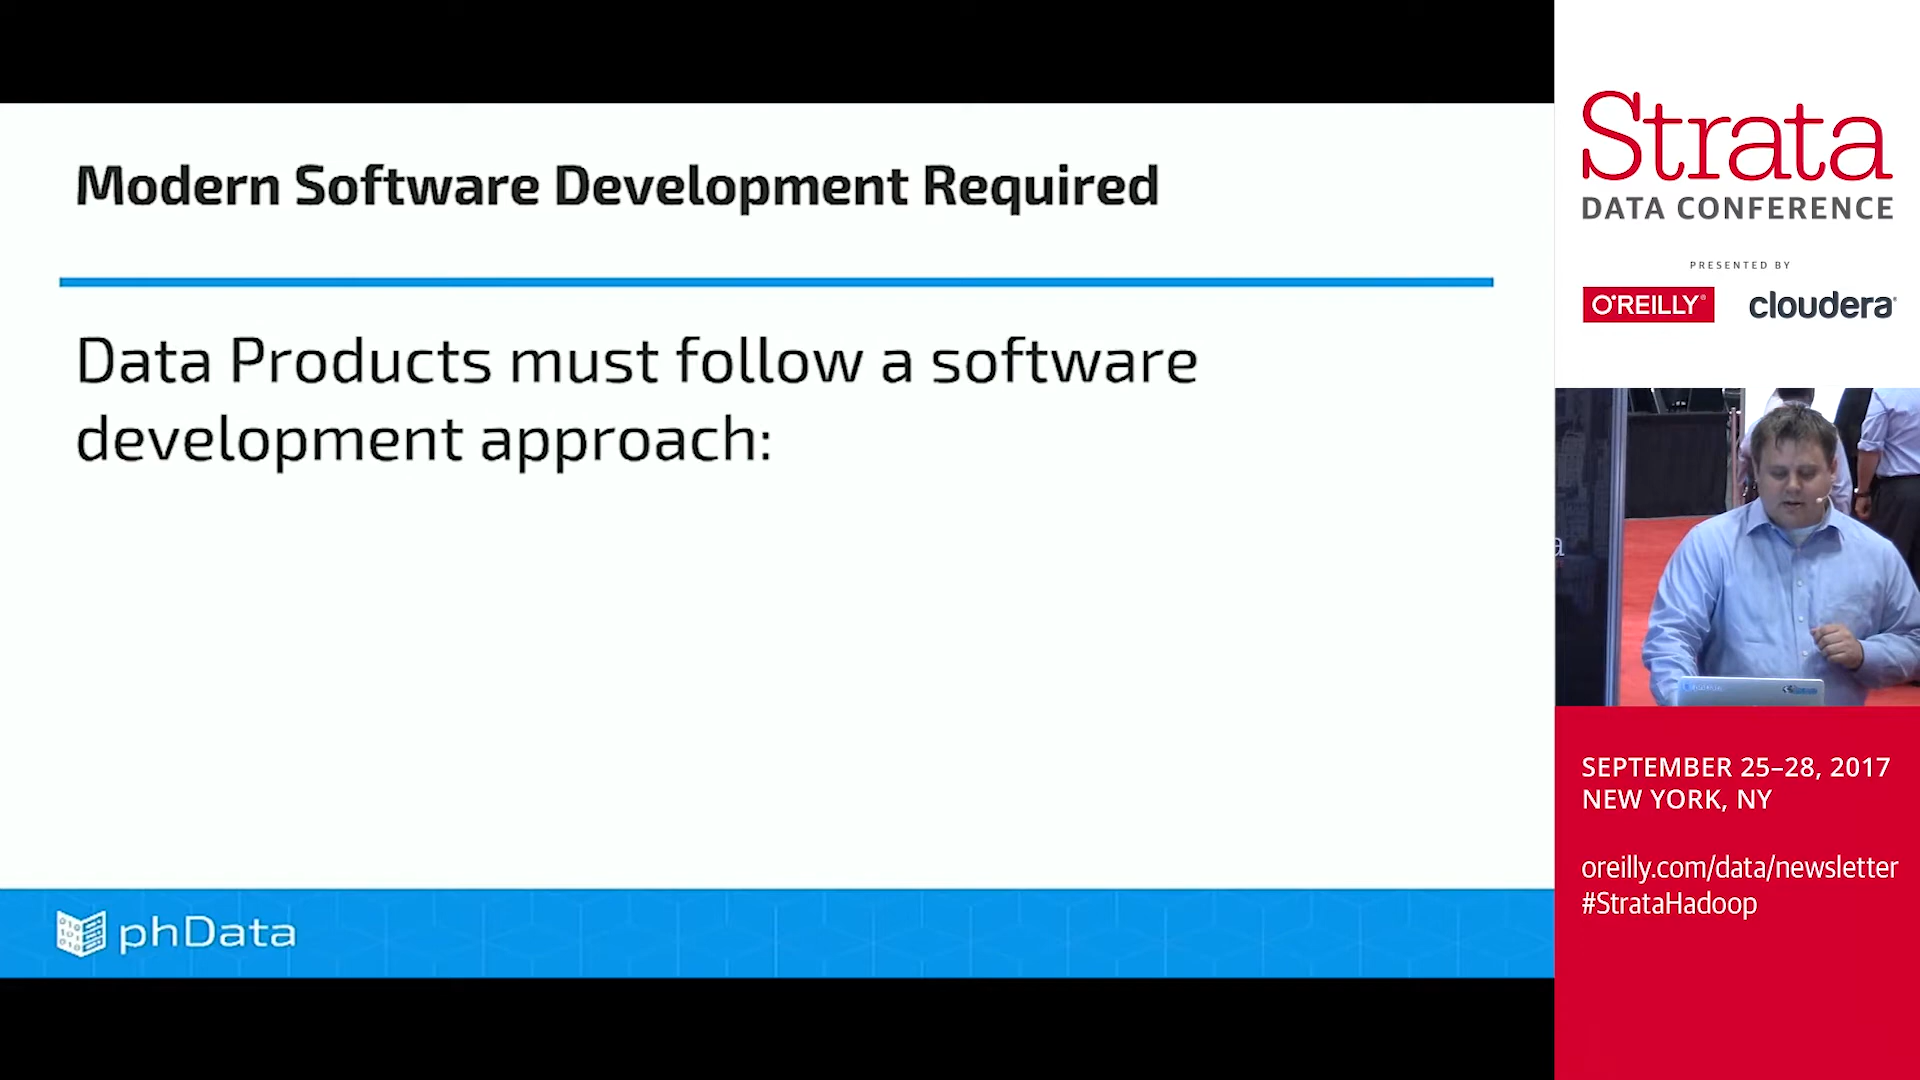 Modern Software Development Required
Data Products must follow a software
development approach:
phData
Strata
DATA CONFERENCE
PRESENTED BY
O'REILLY®
cloudera®
a
SEPTEMBER 25–28, 2017
NEW YORK, NY
oreilly.com/data/newsletter
#StrataHadoop